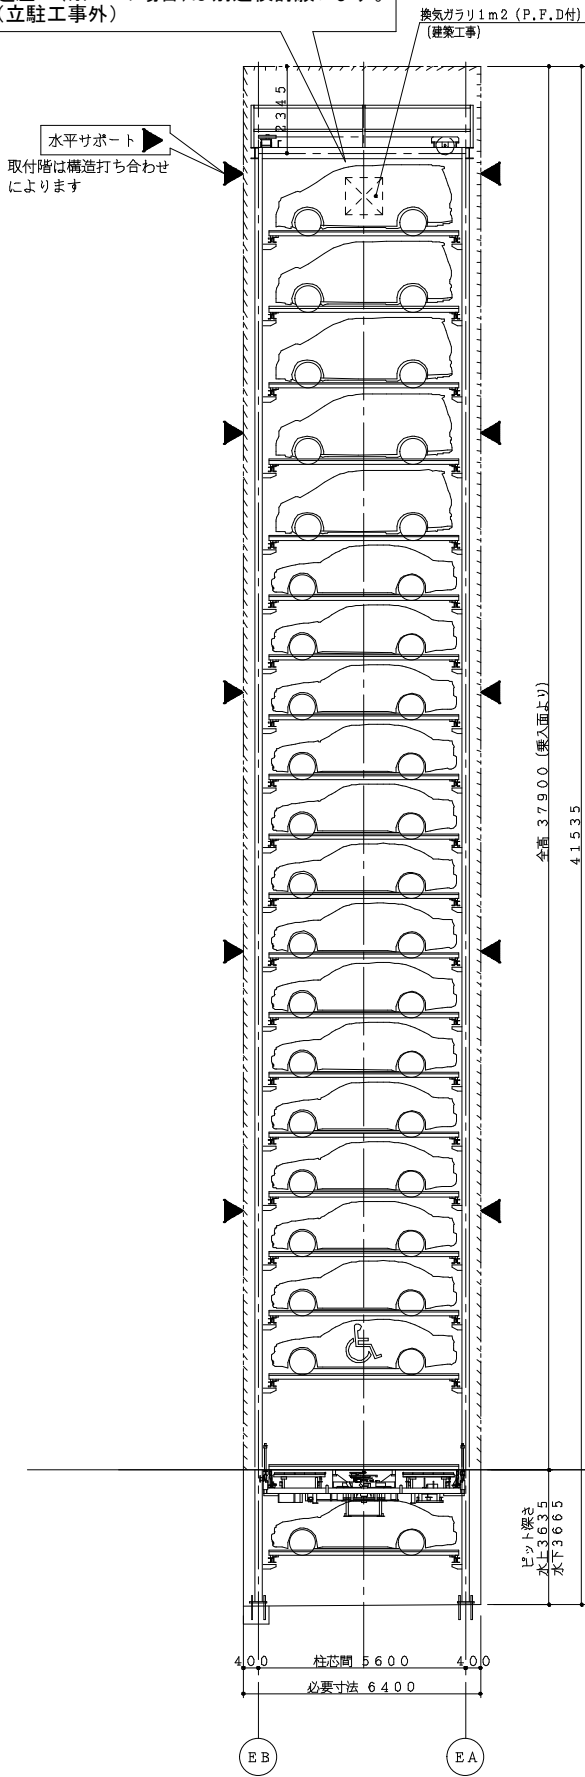 (立駐工事外)
換気ガラリ1m2 (P.F.D付)
(建築工事)
2345
水平サポート
取付階は構造打ち合わせ
によります
全高 37900 (乗入面より)
41535
ピット深さ
水上3635
水下3665
400
柱芯間 5600
400
必要寸法 6400
EB
EA